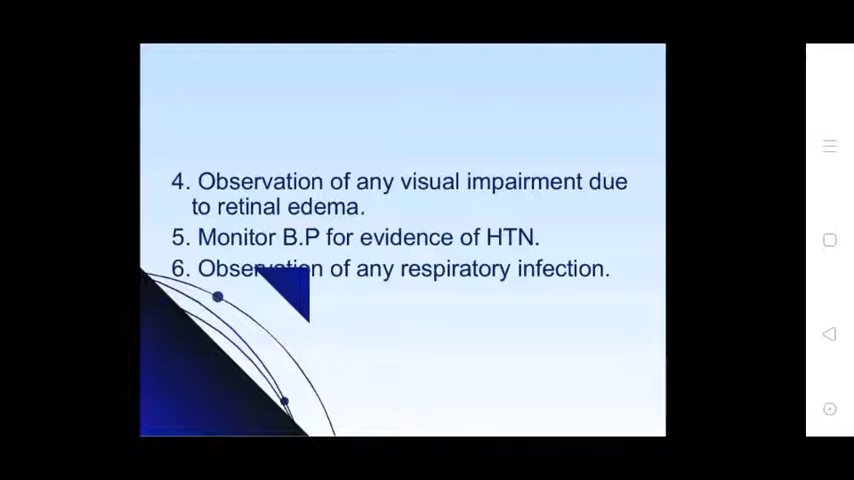 4. Observation of any visual impairment due
to retinal edema.
5. Monitor B.P for evidence of HTN.
6. Observation of any respiratory infection.